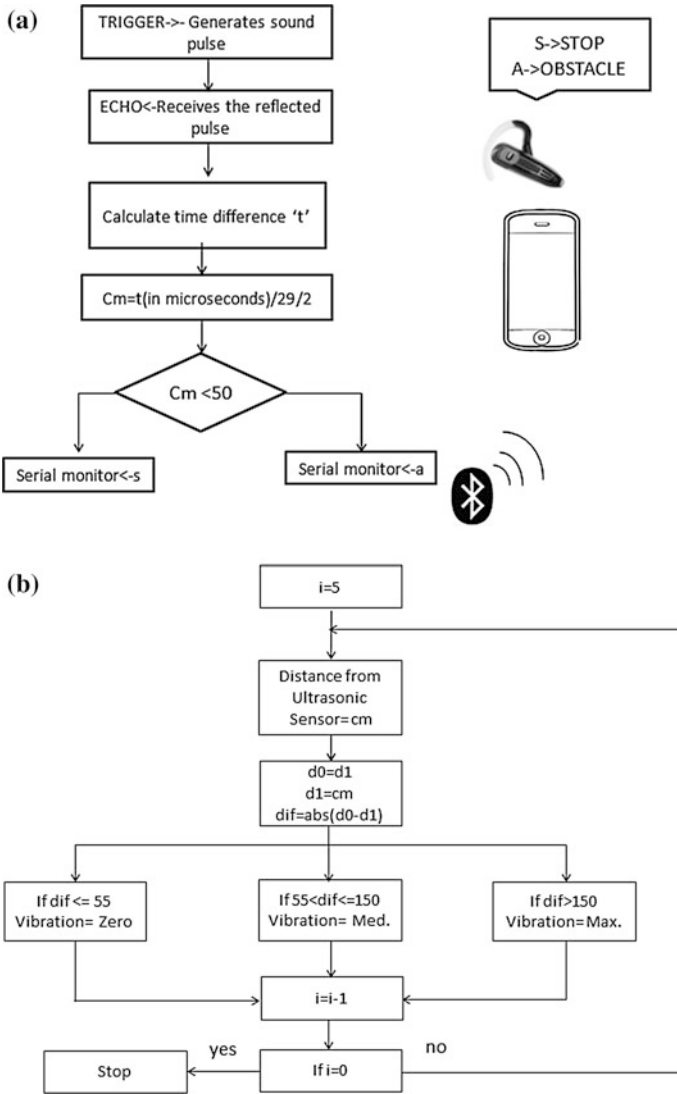 (a)
TRIGGER->- Generates sound
pulse
S->STOP
A->OBSTACLE
ECHO<-Receives the reflected
pulse
Calculate time difference 't'
Cm=t(in microseconds)/29/2
Cm <50
Serial monitor<-s
Serial monitor<-a
(b)
i=5
Distance from
Ultrasonic
Sensor=cm
d0=d1
d1=cm
dif=abs(d0-d1)
If dif <= 55
Vibration= Zero
If 55<dif<=150
Vibration= Med.
If dif>150
Vibration=Max.
i=i-1
yes
no
Stop
If i=0